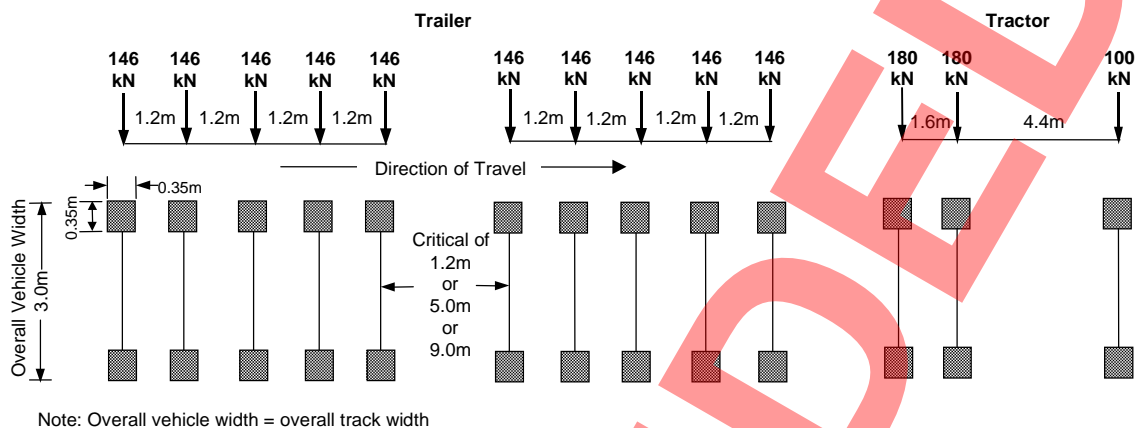 Trailer
Tractor
146 kN 146 kN 146 kN 146 kN 146 kN 146 kN 146 kN 146 kN 146 kN 146 kN 180 kN 180 kN 100 kN
1.2m 1.2m 1.2m 1.2m 1.2m 1.2m 1.2m 1.2m 1.6m 4.4m
Direction of Travel
0.35m
0.35m
Overall Vehicle Width
3.0m
Critical of
1.2m
or
5.0m
or
9.0m
Note: Overall vehicle width = overall track width